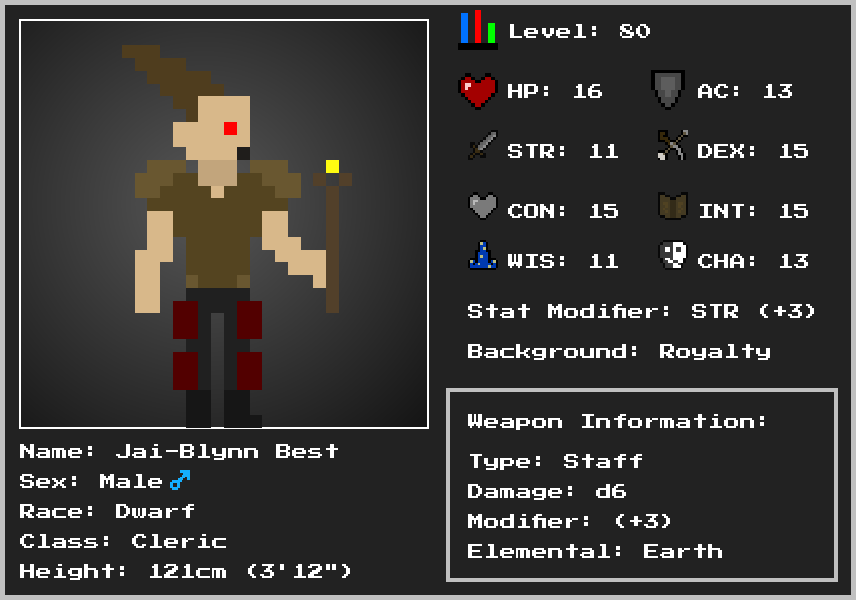 Level: 80
HP: 16 AC: 13
STR: 11 DEX: 15
CON: 15 INT: 15
WIS: 11 CHA: 13
Stat Modifier: STR (+3)
Background: Royalty
Weapon Information:
Type: Staff
Damage: d6
Modifier: (+3)
Elemental: Earth
Name: Jai-Blynn Best
Sex: Male ♂
Race: Dwarf
Class: Cleric
Height: 121cm (3'12")